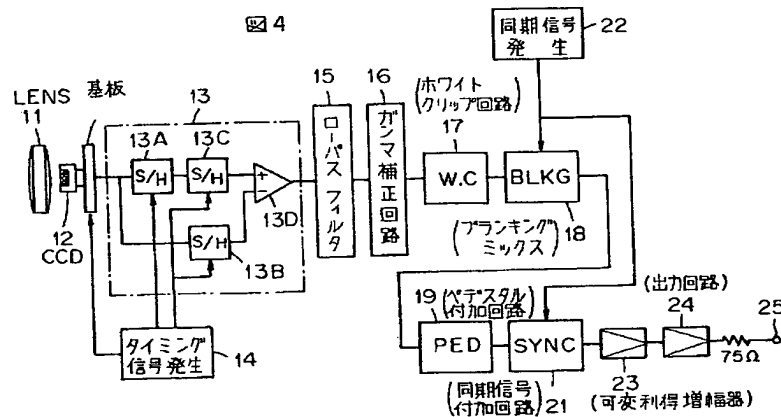 図4
同期信号
発生
22
LENS
11
基板
12
CCD
13
13A
S/H
13C
S/H
+
−
13D
S/H
13B
タイミング
信号発生
14
15
ローパスフィルタ
16
ガンマ補正回路
(ホワイト
クリップ回路)
17
W.C
BLKG
18
(ブランキング
ミックス)
19
(ペデスタル
付加回路)
PED
SYNC
21
(同期信号
付加回路)
23
(可変利得増幅器)
(出力回路)
24
75Ω
25